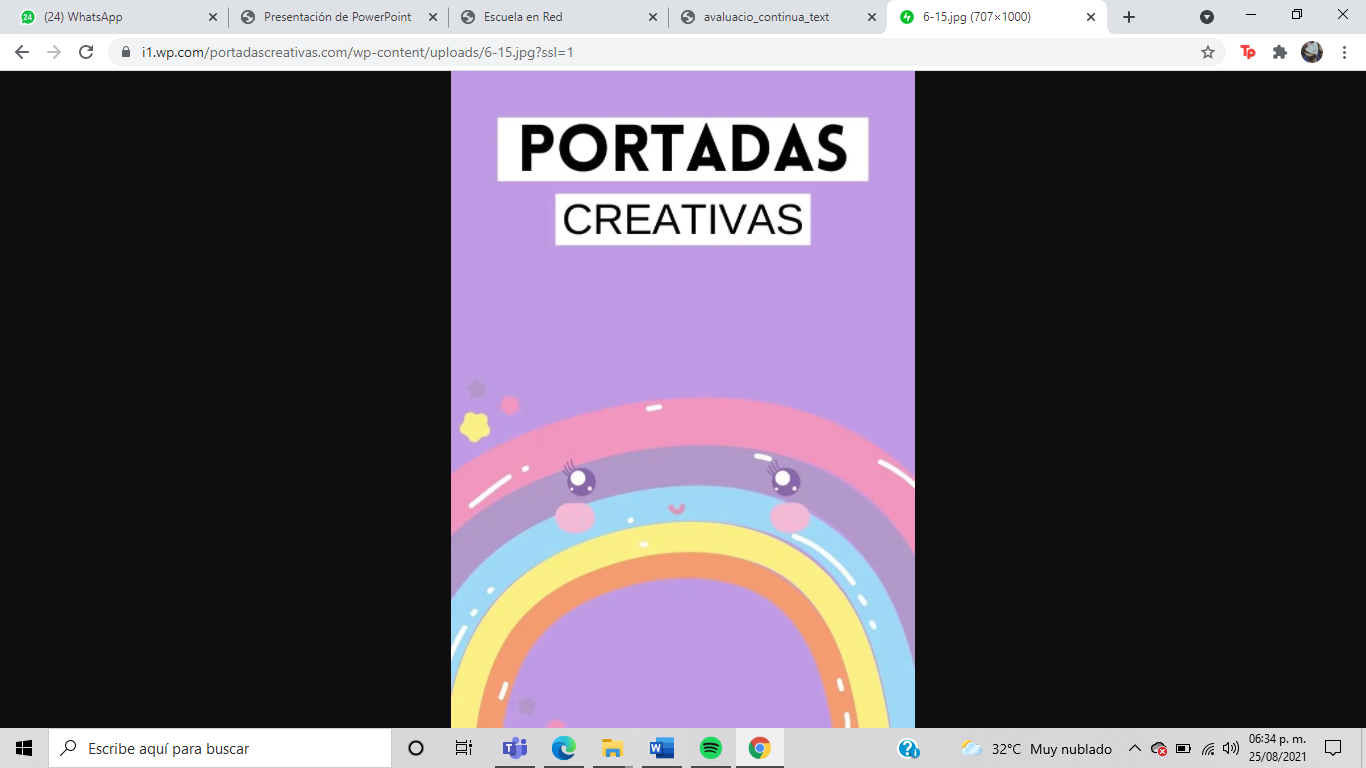 (24) WhatsApp
Presentación de PowerPoint
Escuela en Red
avaluacio_continua_text
6-15.jpg (707×1000)
i1.wp.com/portadascreativas.com/wp-content/uploads/6-15.jpg?ssl=1
PORTADAS
CREATIVAS
Escribe aquí para buscar
32°C Muy nublado
06:34 p. m.
25/08/2021